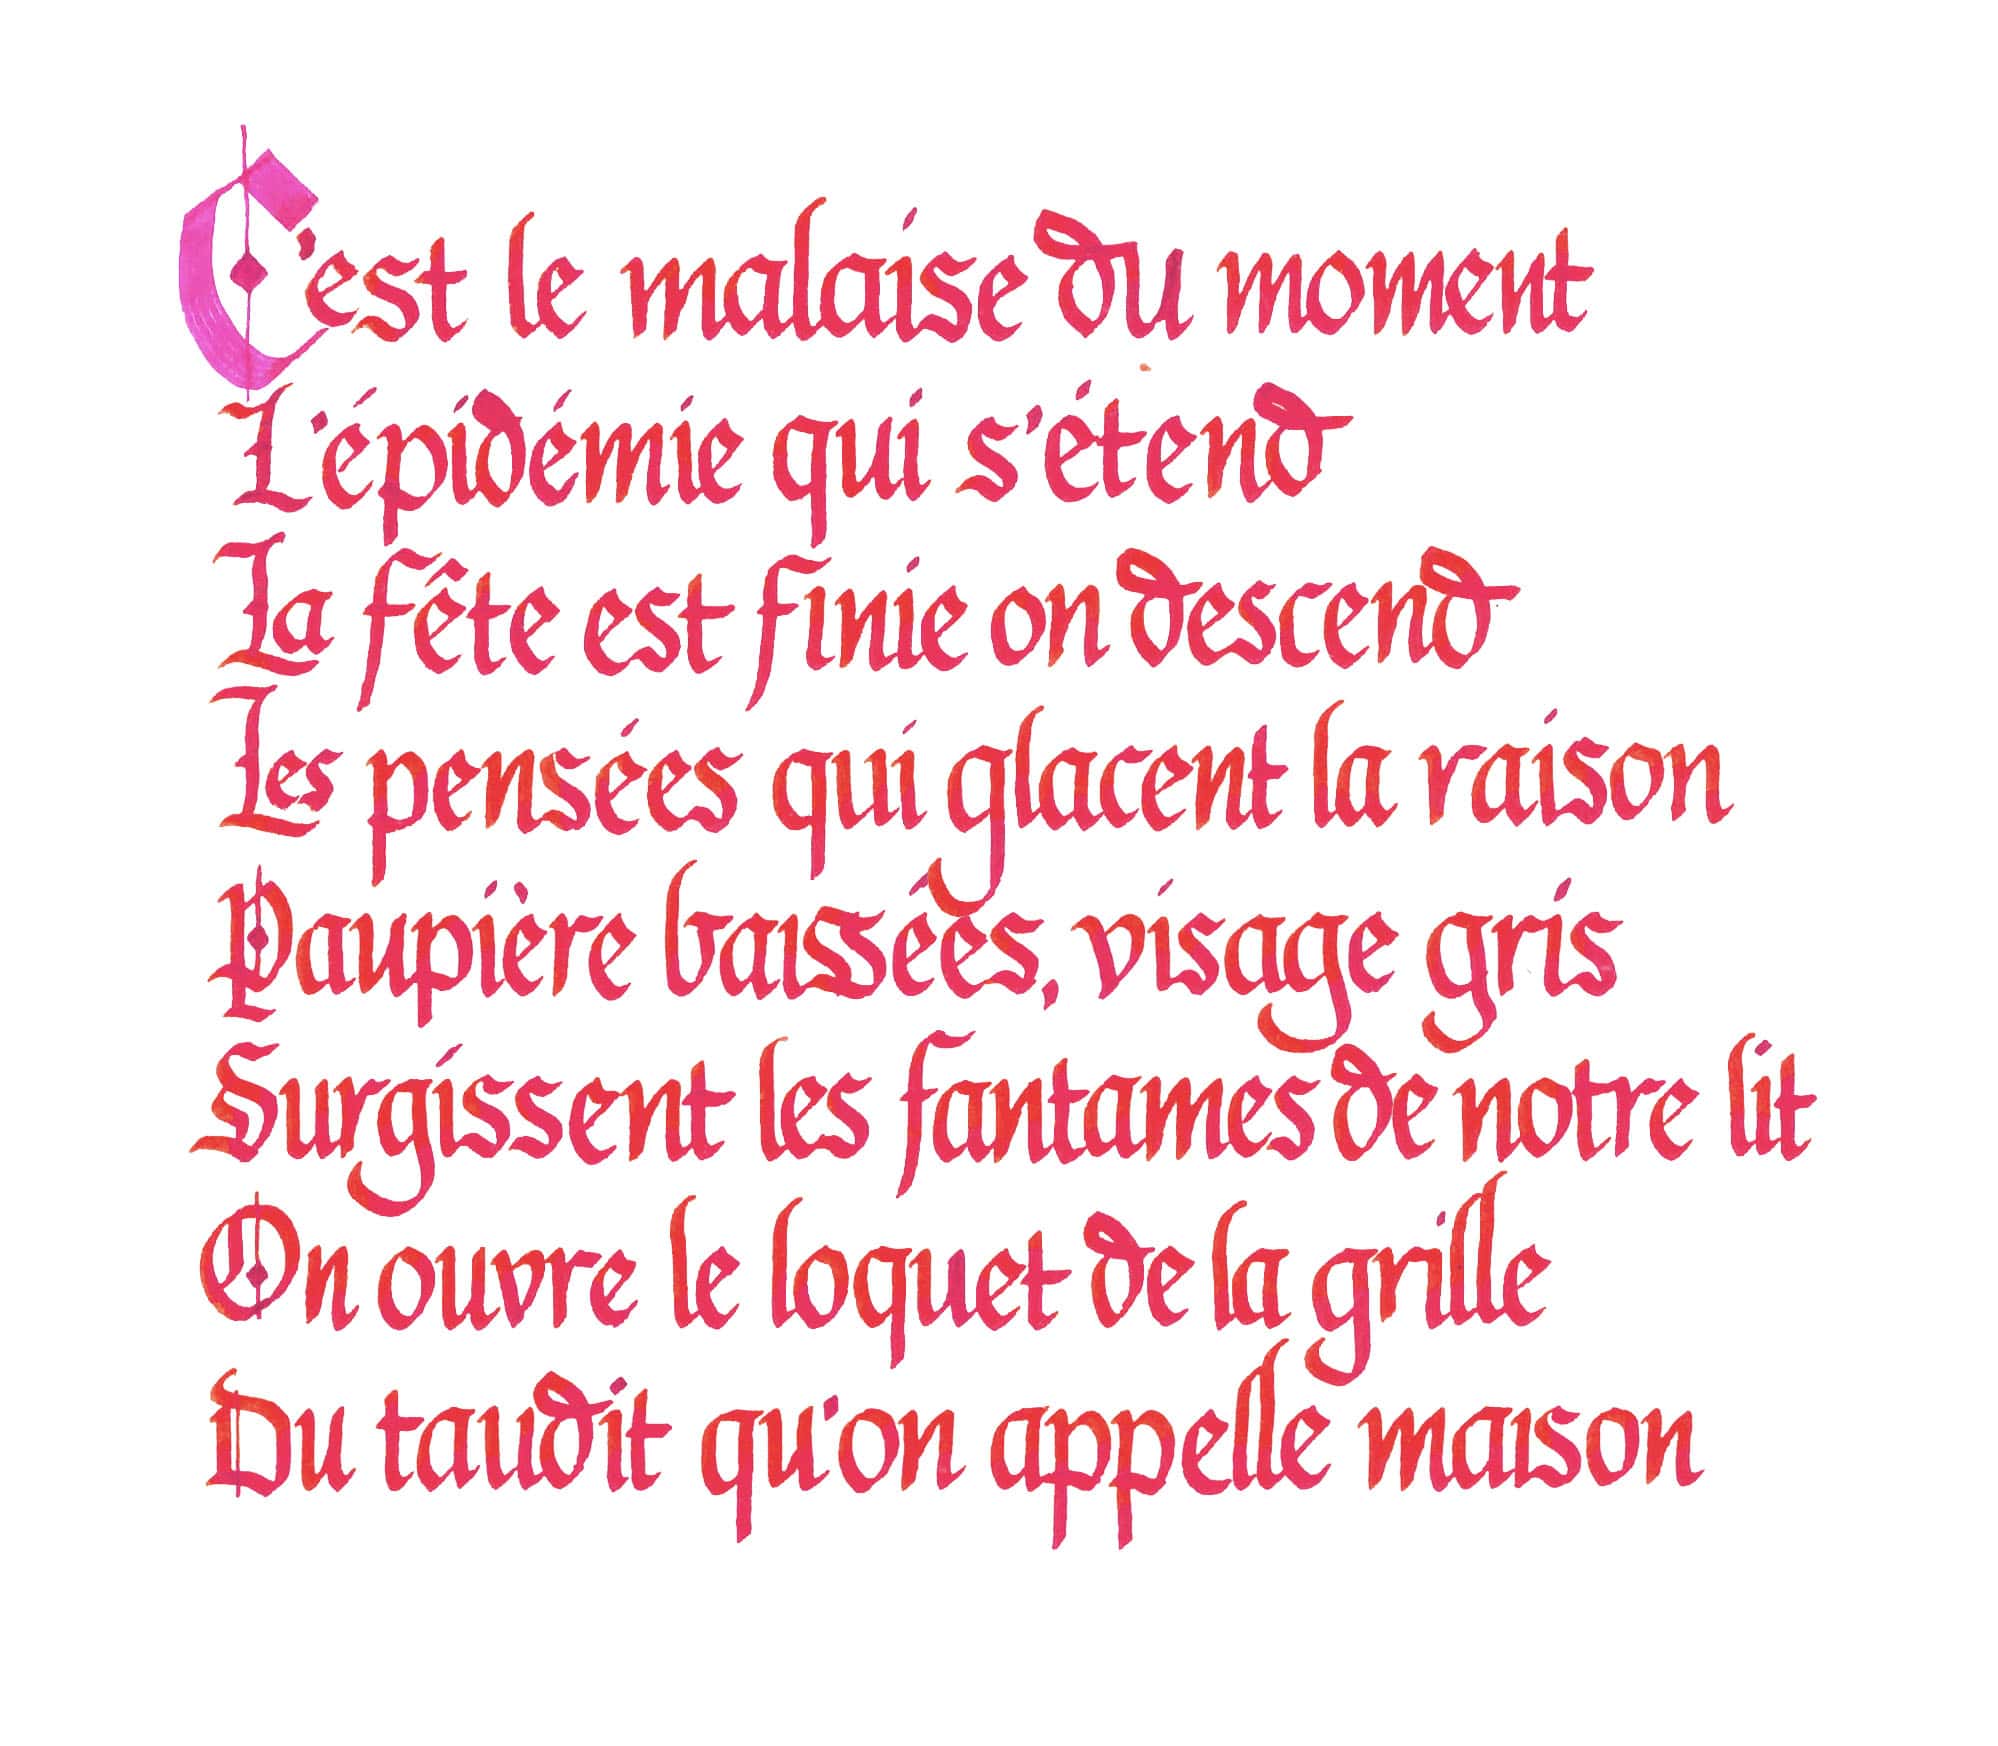 C'est le malaise du moment
L'épidémie qui s'étend
La fête est finie on descend
Les pensées qui glacent la raison
Paupière baissées, visage gris
Surgissent les fantames de notre lit
On ouvre le loquet de la grille
Du taudit qu'on appelle maison